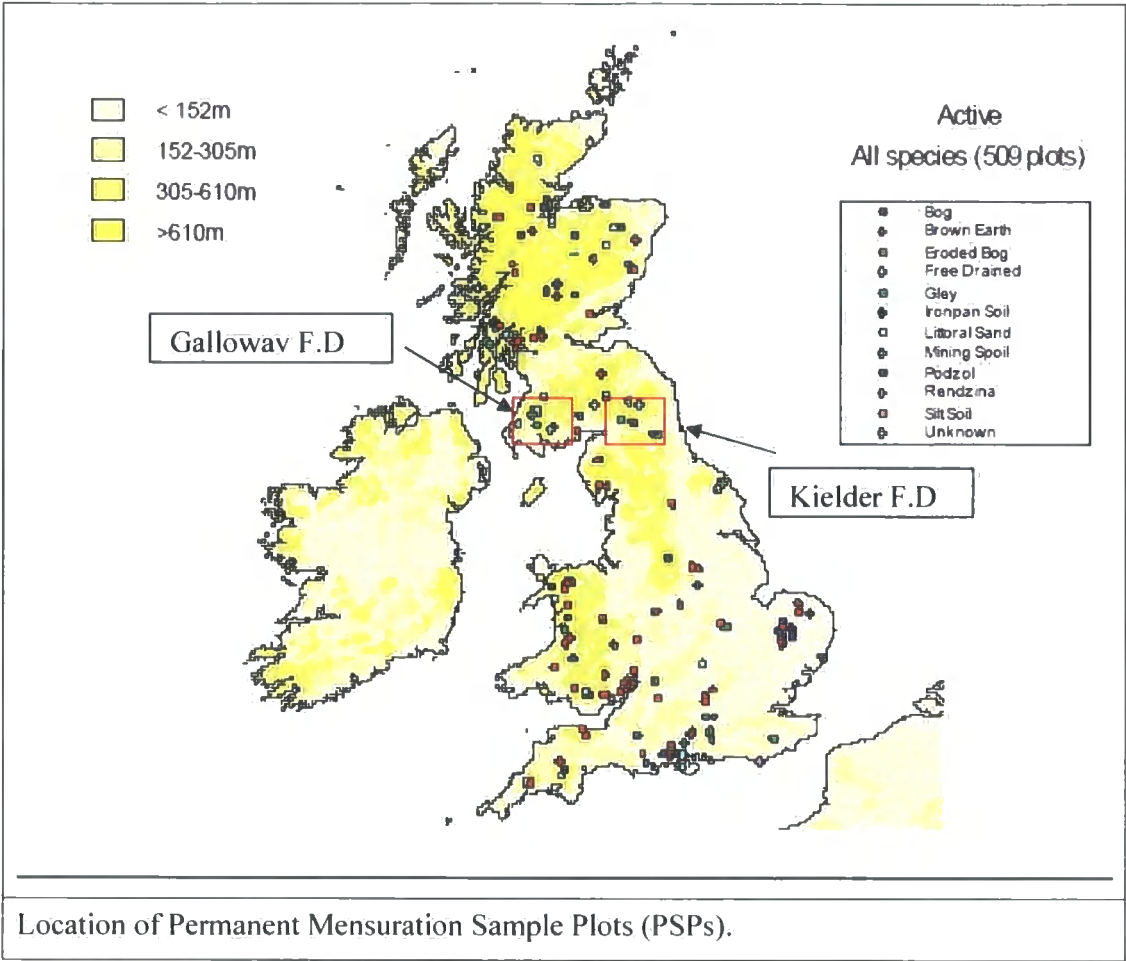 < 152m
152-305m
305-610m
>610m
Active
All species (509 plots)
Bog
Brown Earth
Eroded Bog
Free Drained
Gley
Ironpan Soil
Littoral Sand
Mining Spoil
Podzol
Rendzina
Silt Soil
Unknown
Galloway F.D
Kielder F.D
Location of Permanent Mensuration Sample Plots (PSPs).